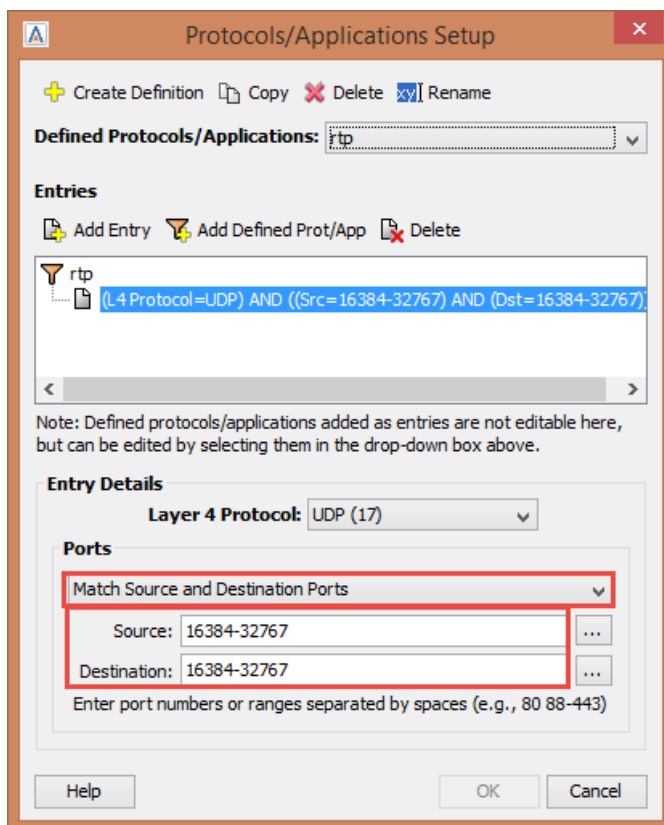 Protocols/Applications Setup
Create Definition Copy Delete xy Rename
Defined Protocols/Applications: rtp
Entries
Add Entry Add Defined Prot/App Delete
rtp
(L4 Protocol=UDP) AND ((Src=16384-32767) AND (Dst=16384-32767))
Note: Defined protocols/applications added as entries are not editable here,
but can be edited by selecting them in the drop-down box above.
Entry Details
Layer 4 Protocol: UDP (17)
Ports
Match Source and Destination Ports
Source: 16384-32767 ...
Destination: 16384-32767 ...
Enter port numbers or ranges separated by spaces (e.g., 80 88-443)
Help OK Cancel